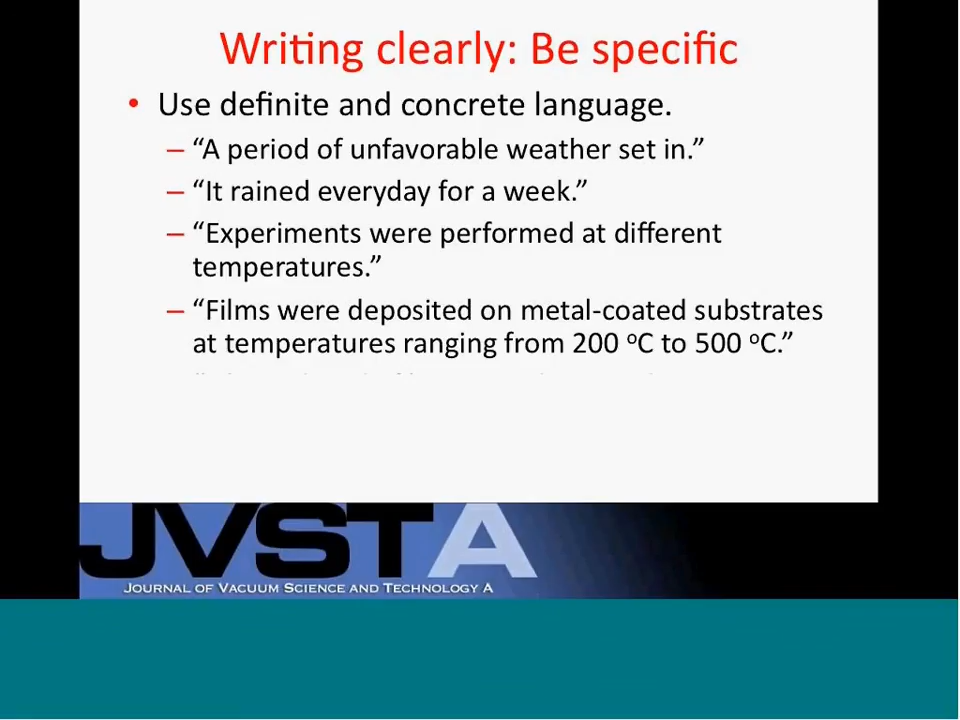 Writing clearly: Be specific
• Use definite and concrete language.
– “A period of unfavorable weather set in.”
– “It rained everyday for a week.”
– “Experiments were performed at different
temperatures.”
– “Films were deposited on metal-coated substrates
at temperatures ranging from 200 ºC to 500 ºC.”
JVSTA
JOURNAL OF VACUUM SCIENCE AND TECHNOLOGY A